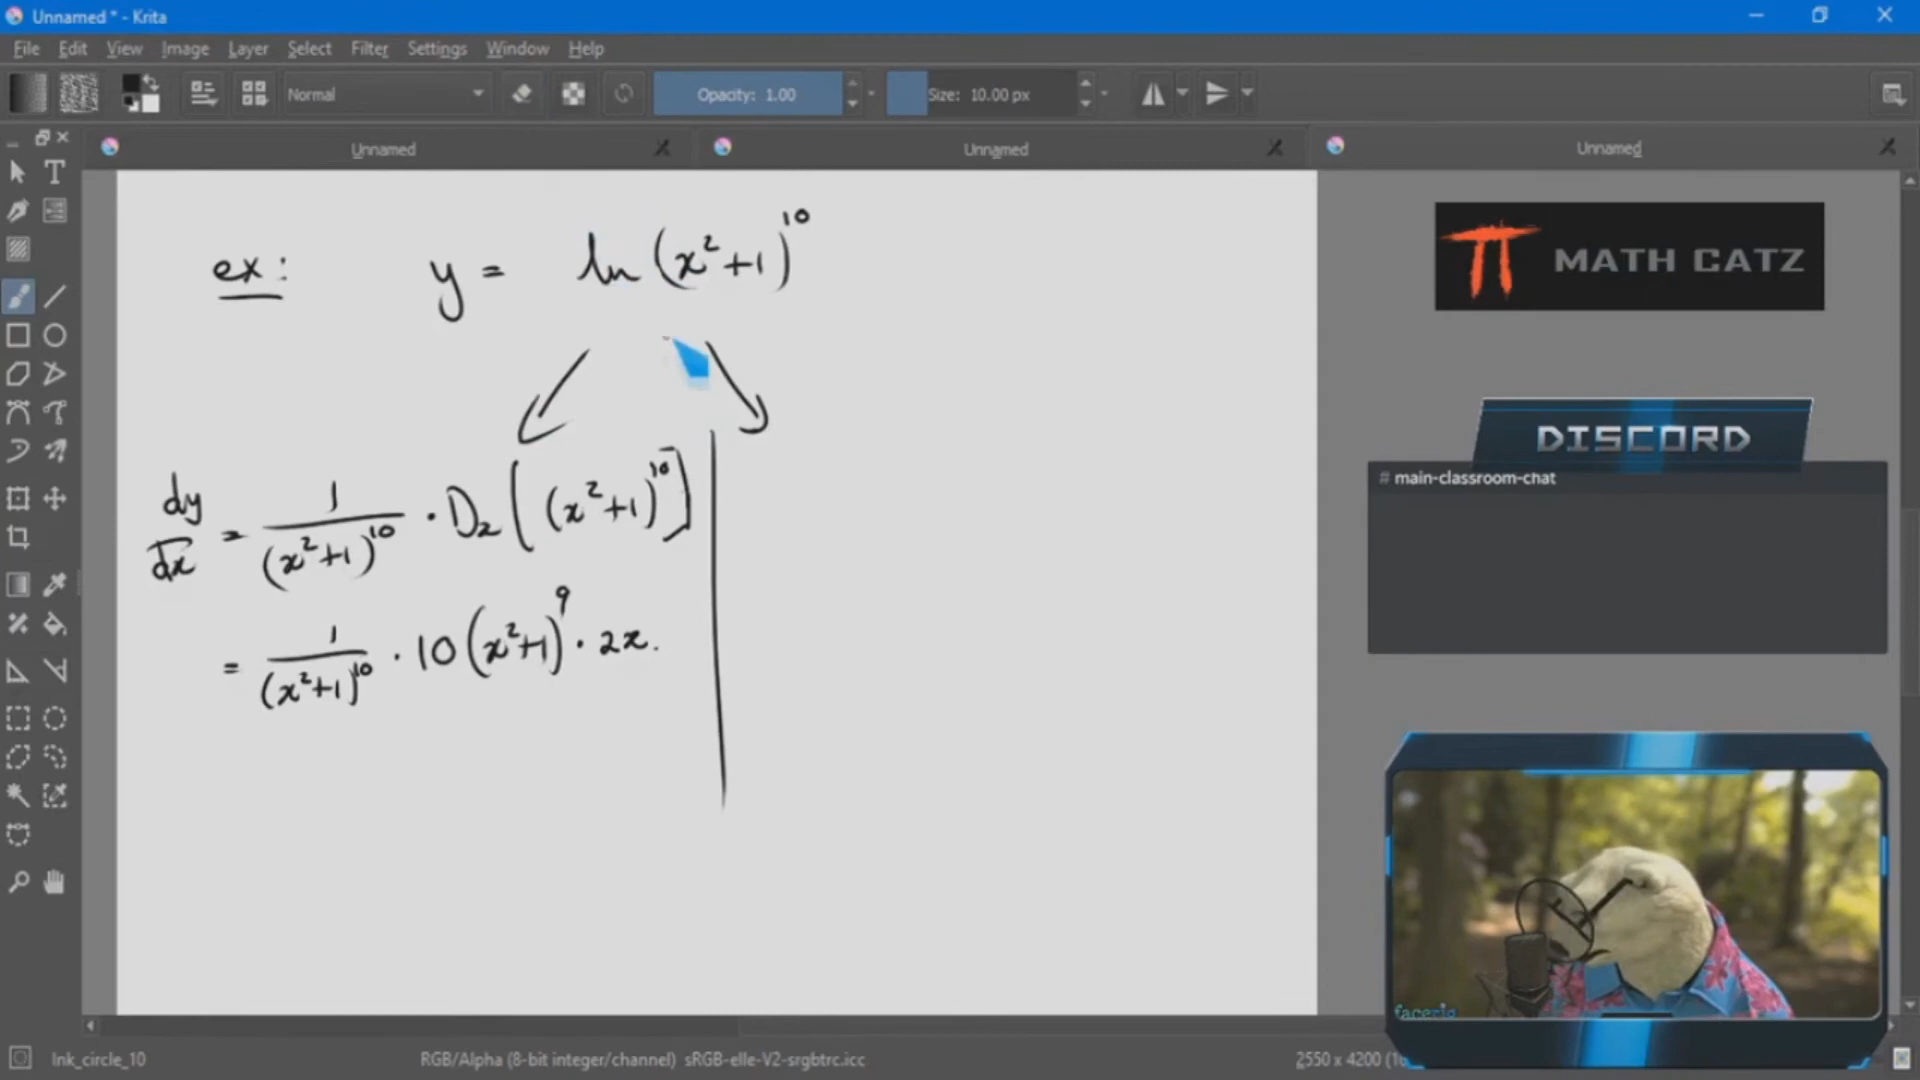 Unnamed * - Krita
File Edit View Image Layer Select Filter Settings Window Help
Normal Opacity: 1.00 Size: 10.00 px
Unnamed Unnamed Unnamed
ex: y = ln (x²+1)¹⁰
MATH CATZ
DISCORD
# main-classroom-chat
dy/dx = 1/(x²+1)¹⁰ · Dx [(x²+1)¹⁰]
= 1/(x²+1)¹⁰ · 10 (x²+1)⁹ · 2x.
facerig
Ink_circle_10 RGB/Alpha (8-bit integer/channel) sRGB-elle-V2-srgbtrc.icc 2550 x 4200